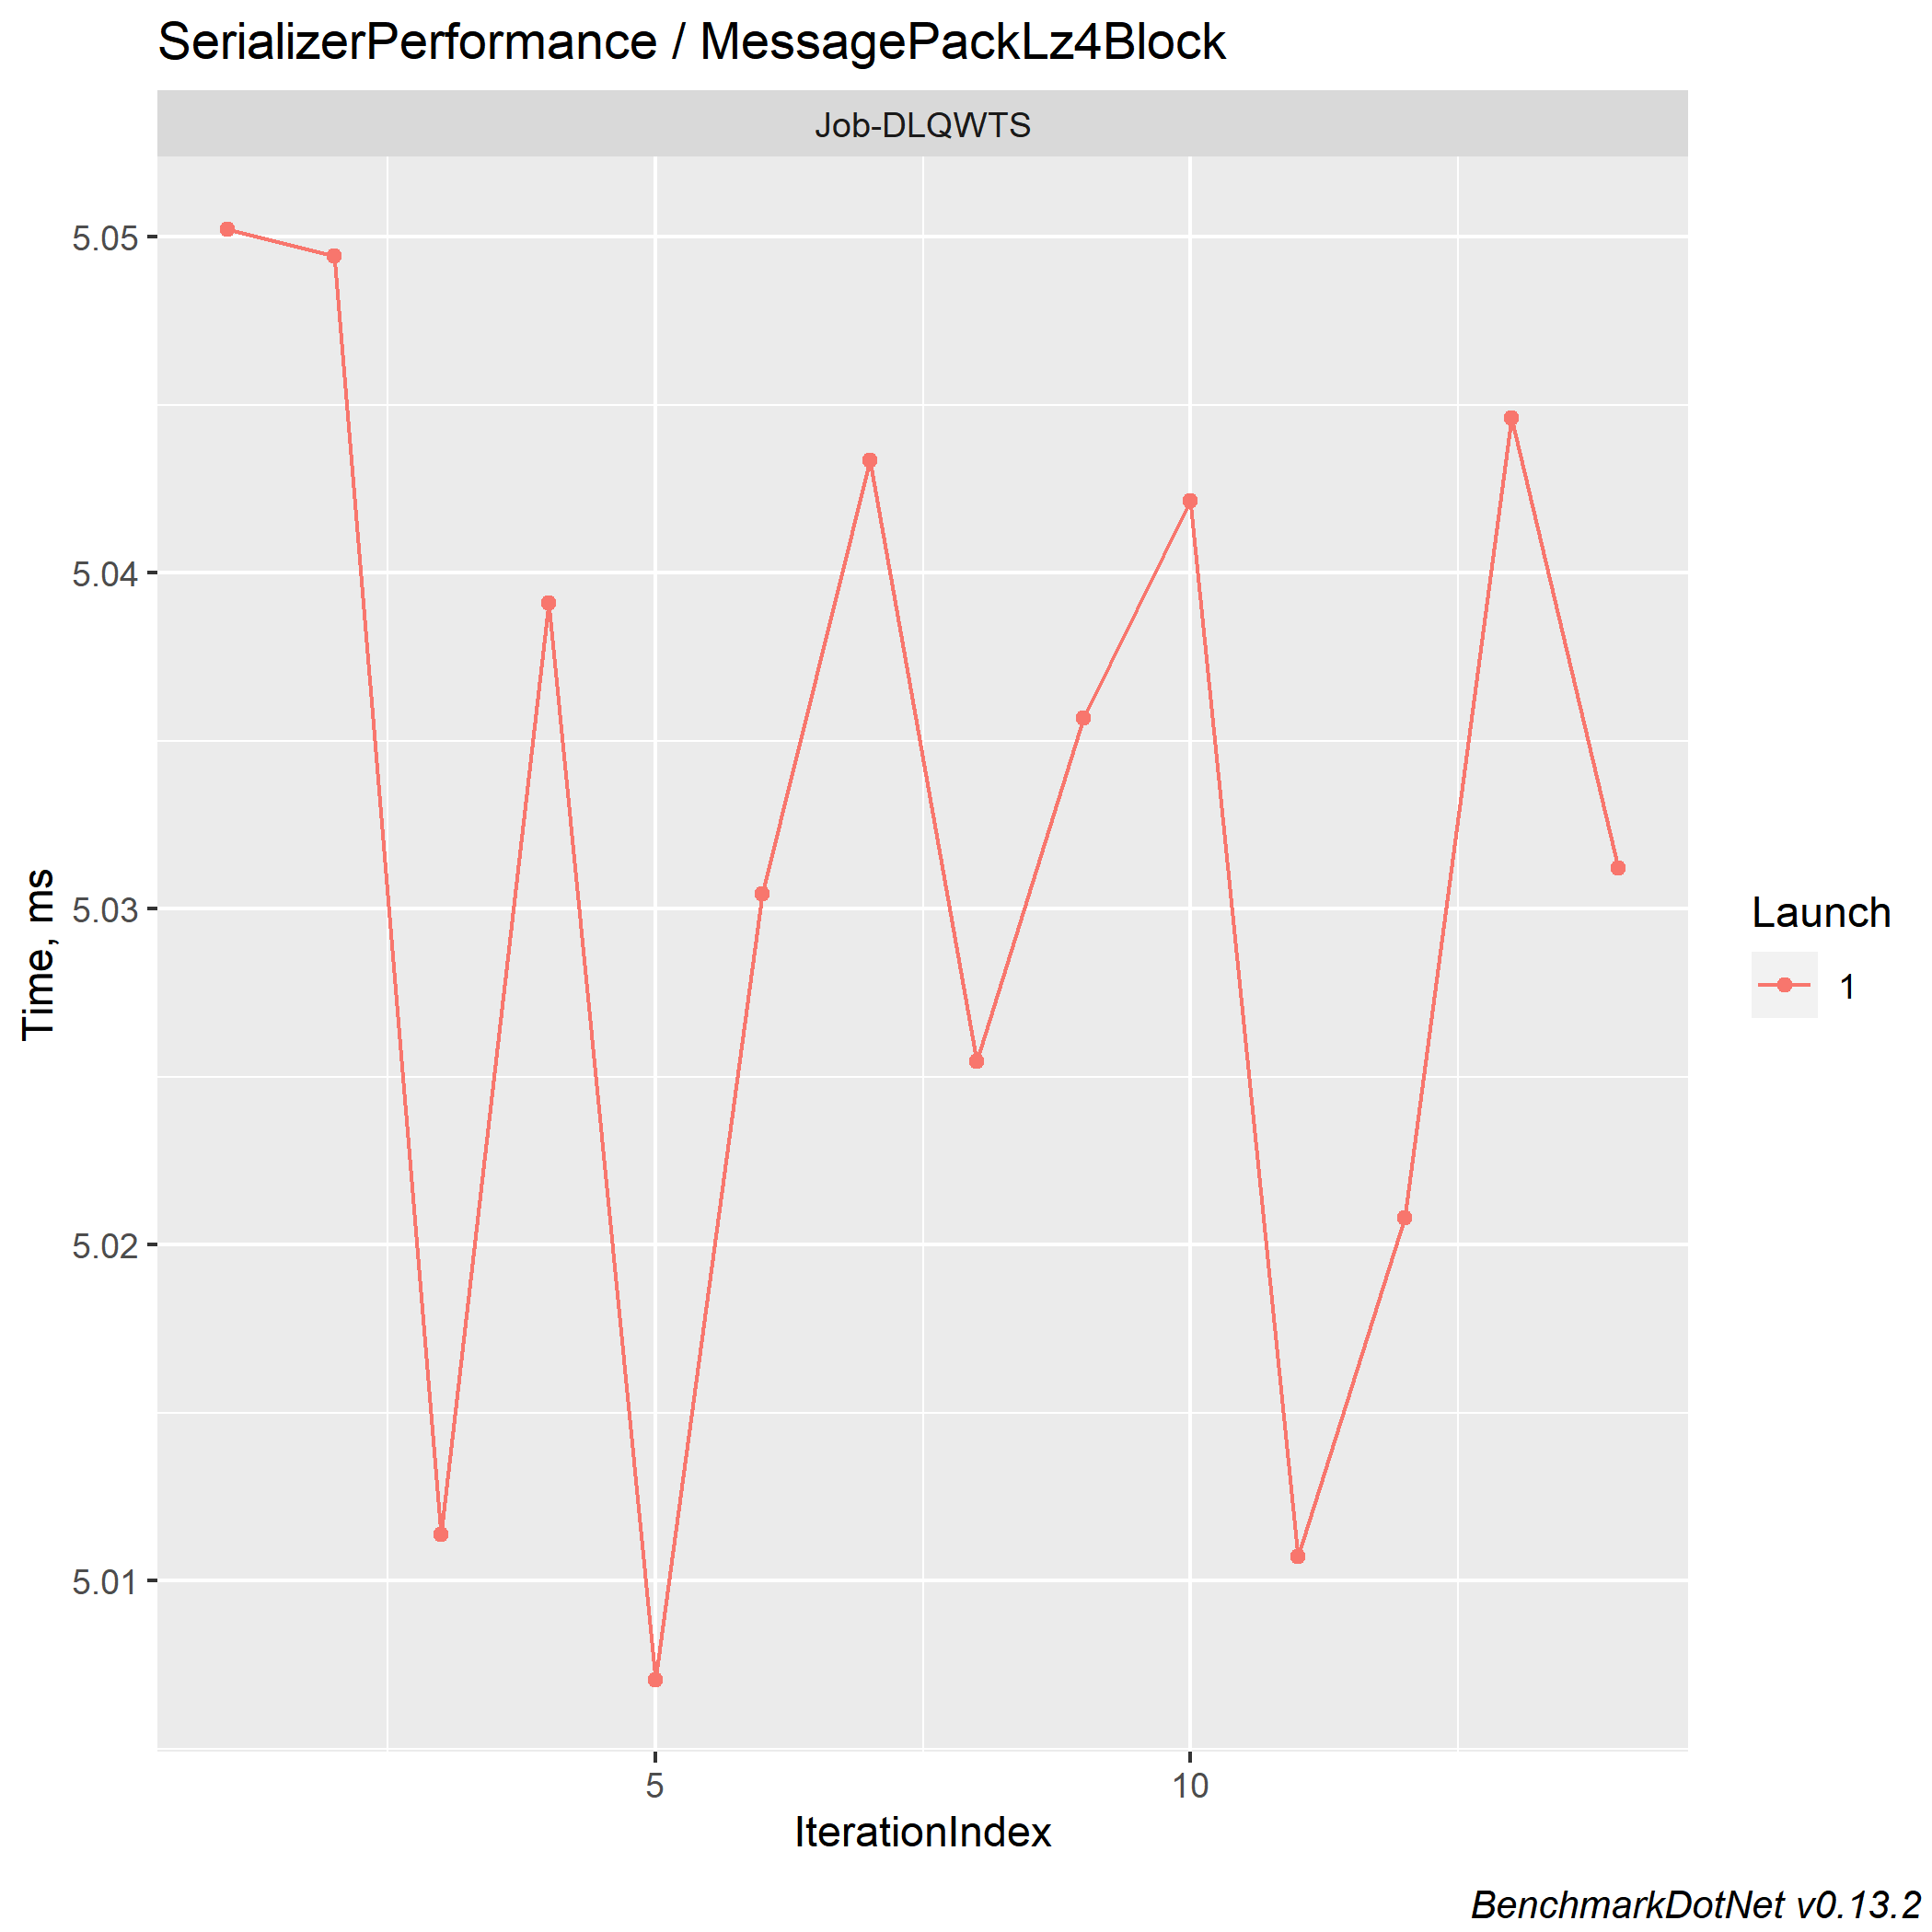 SerializerPerformance / MessagePackLz4Block
Job-DLQWTS
5.05
5.04
5.03
5.02
5.01
Time, ms
5
10
IterationIndex
Launch
1
BenchmarkDotNet v0.13.2